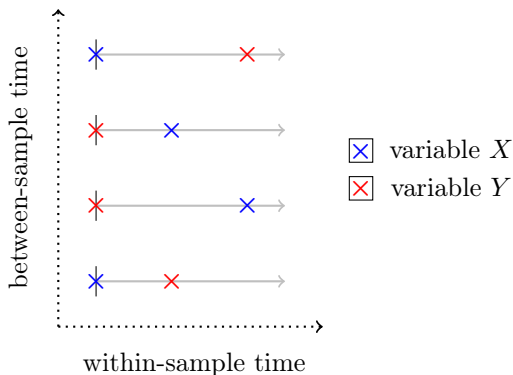 between-sample time
variable X
variable Y
within-sample time